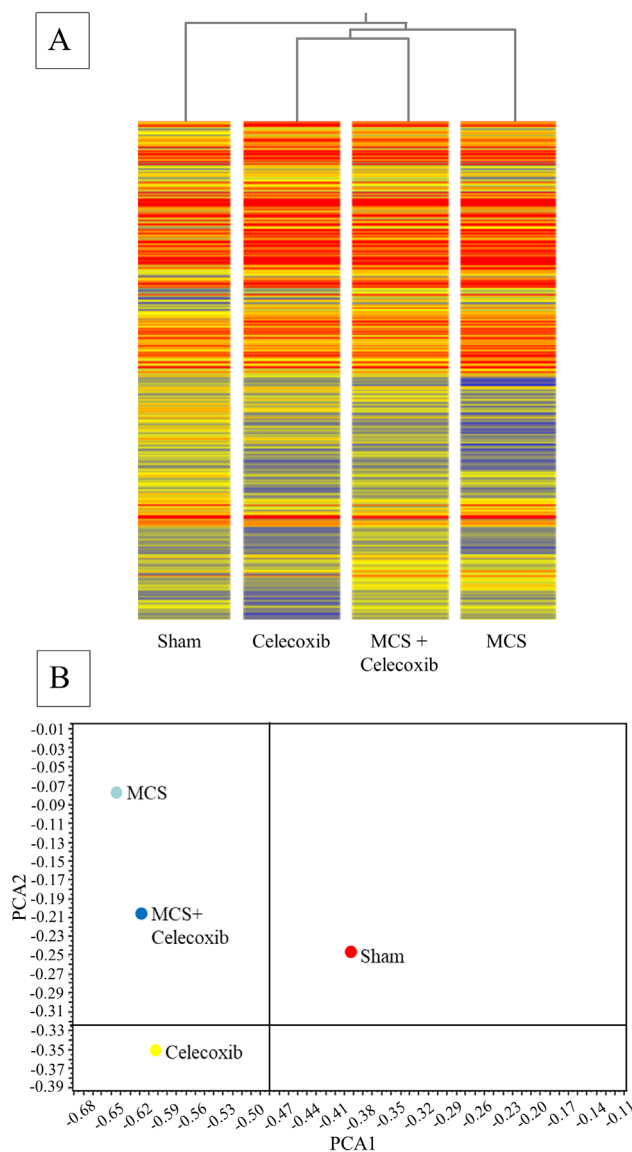 A
Sham
Celecoxib
MCS +
Celecoxib
MCS
B
-0.01
-0.03
-0.05
-0.07
-0.09
-0.11
-0.13
-0.15
-0.17
-0.19
-0.21
-0.23
-0.25
-0.27
-0.29
-0.31
-0.33
-0.35
-0.37
-0.39
PCA2
MCS
MCS+
Celecoxib
Sham
Celecoxib
-0.68
-0.65
-0.62
-0.59
-0.56
-0.53
-0.50
-0.47
-0.44
-0.41
-0.38
-0.35
-0.32
-0.29
-0.26
-0.23
-0.20
-0.17
-0.14
-0.11
PCA1